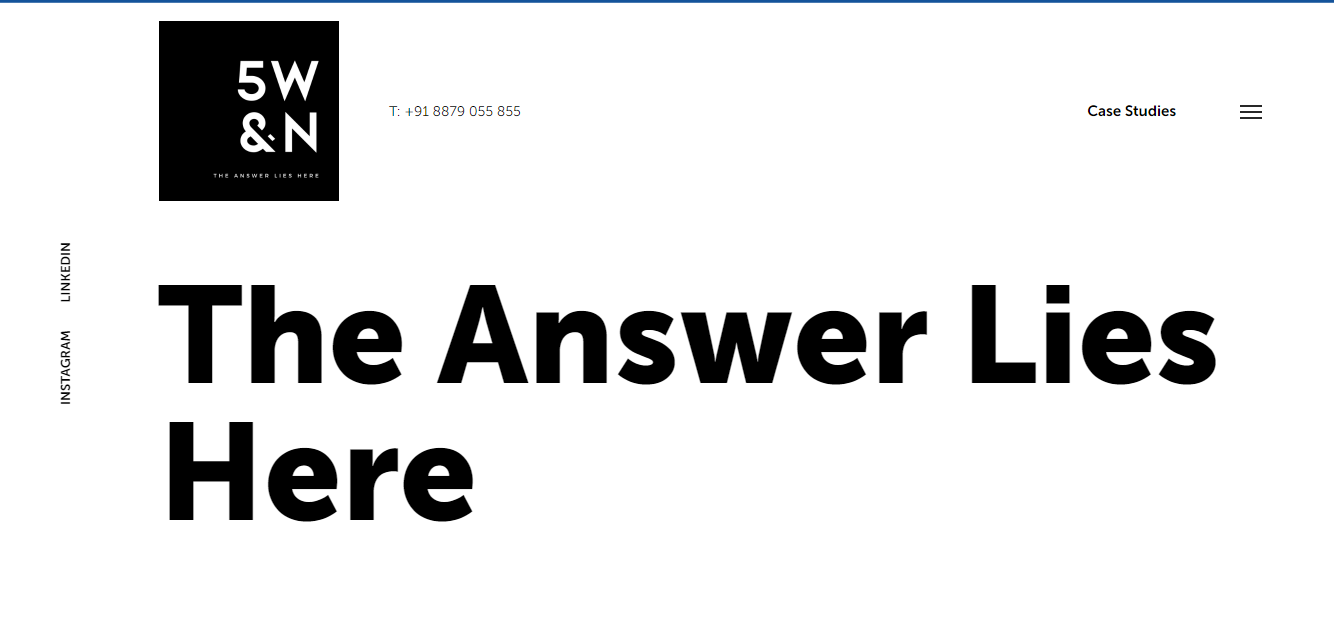 5W
&N
THE ANSWER LIES HERE
T: +91 8879 055 855
Case Studies
LINKEDIN
INSTAGRAM
The Answer Lies
Here